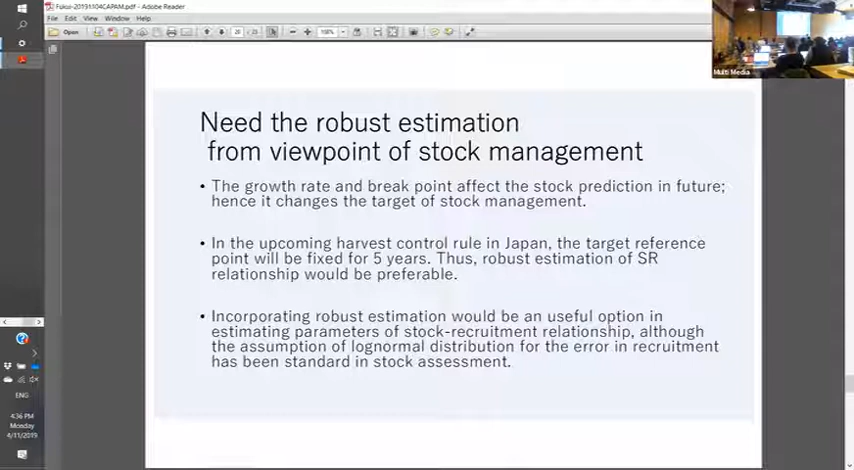 Fukui-20191104CAPAM.pdf - Adobe Reader
File Edit View Window Help
Open
100%
Multi Media
Need the robust estimation
from viewpoint of stock management
• The growth rate and break point affect the stock prediction in future;
hence it changes the target of stock management.
• In the upcoming harvest control rule in Japan, the target reference
point will be fixed for 5 years. Thus, robust estimation of SR
relationship would be preferable.
• Incorporating robust estimation would be an useful option in
estimating parameters of stock-recruitment relationship, although
the assumption of lognormal distribution for the error in recruitment
has been standard in stock assessment.
ENG
4:36 PM
Monday
4/11/2019